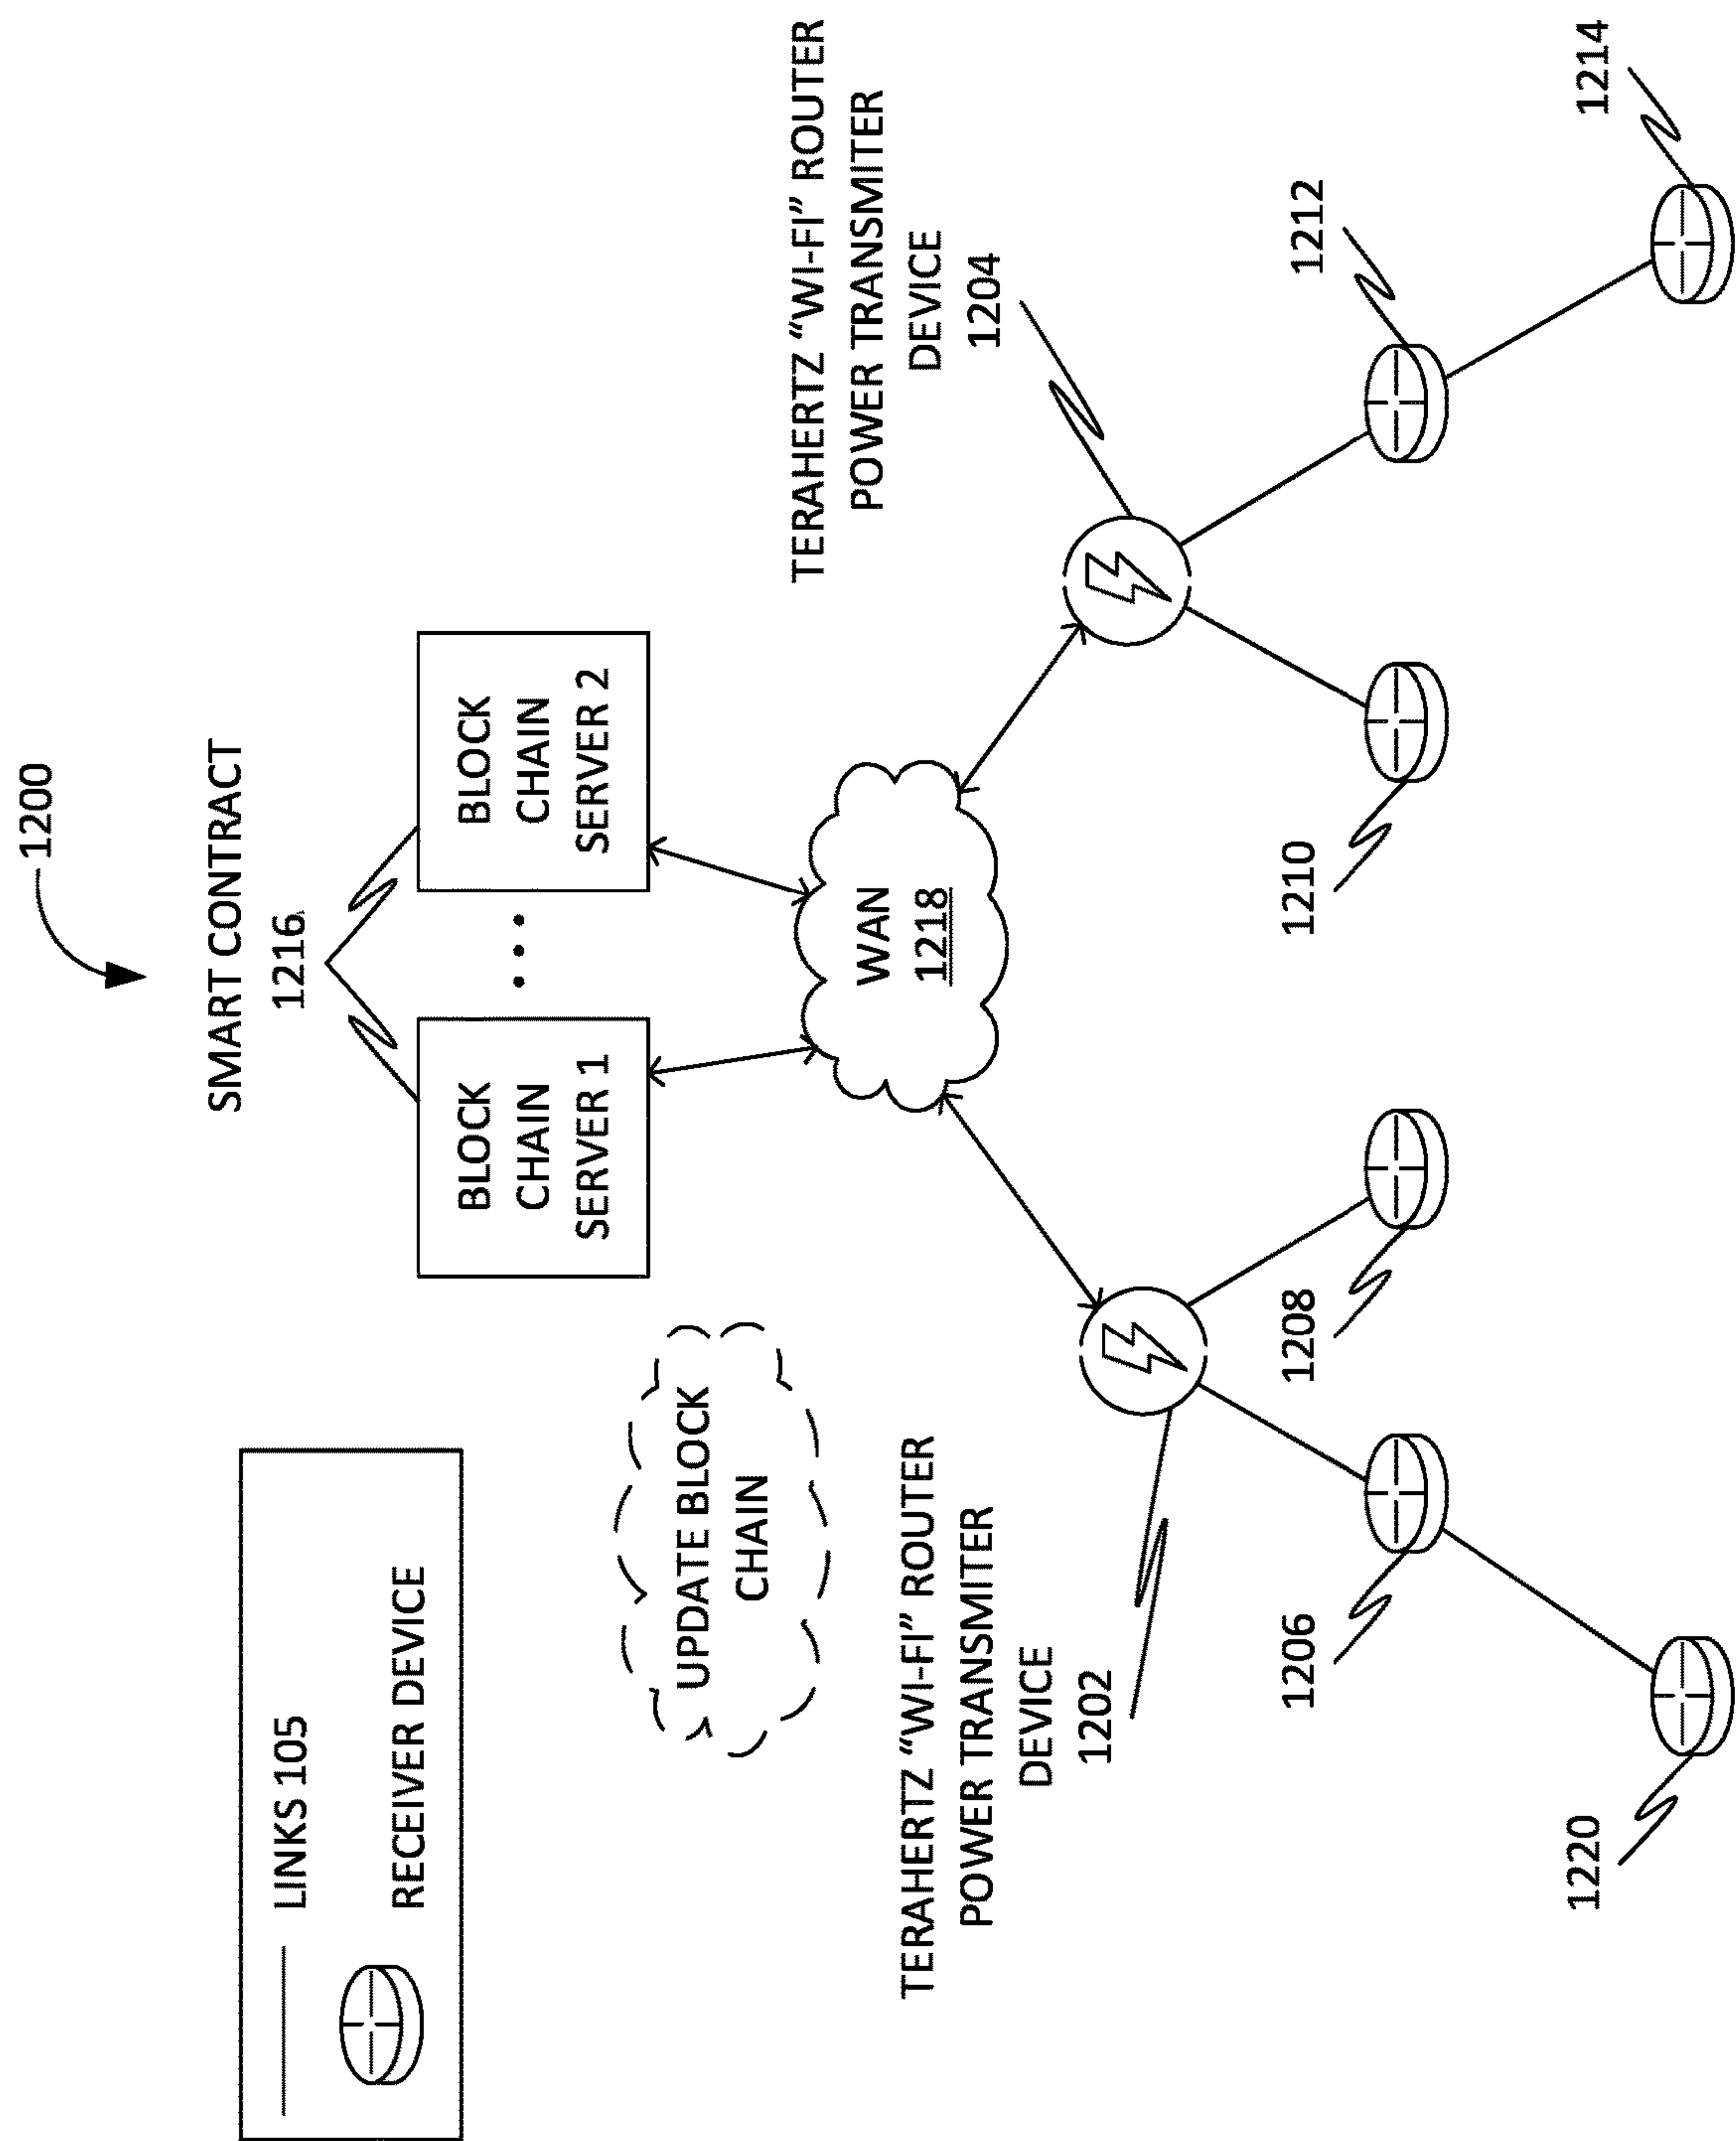 1200
SMART CONTRACT
1216
LINKS 105
RECEIVER DEVICE
BLOCK
CHAIN
SERVER 1
BLOCK
CHAIN
SERVER 2
UPDATE BLOCK
CHAIN
WAN
1218
TERAHERTZ “WI-FI” ROUTER
POWER TRANSMITER
DEVICE
1202
TERAHERTZ “WI-FI” ROUTER
POWER TRANSMITER
DEVICE
1204
1206
1208
1210
1212
1220
1214